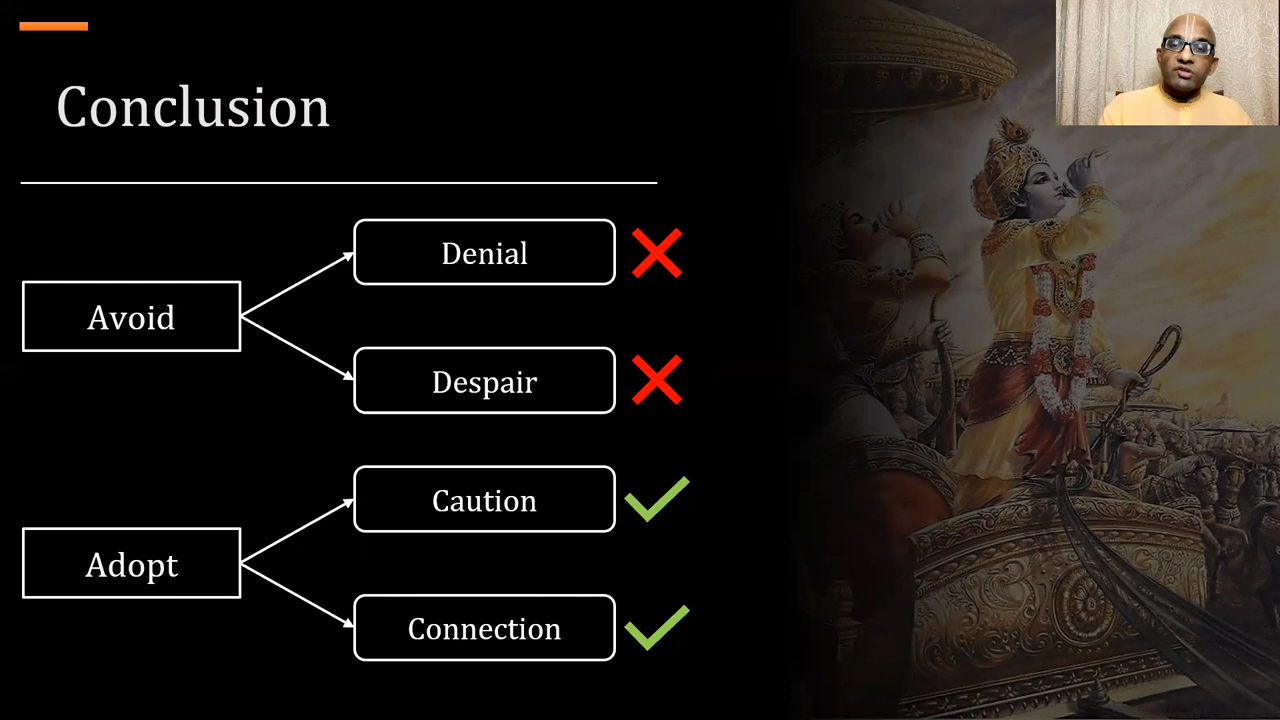 Conclusion
Avoid
Denial
Despair
Adopt
Caution
Connection